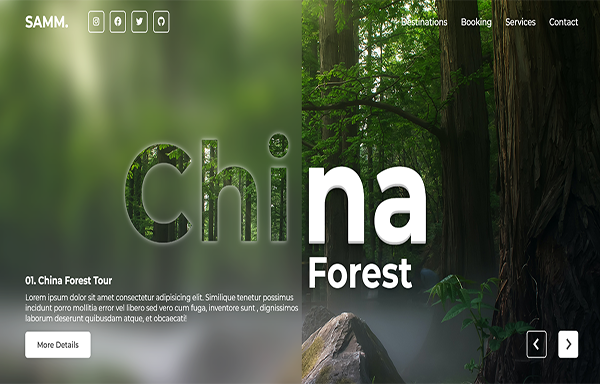 SAMM.
Destinations Booking Services Contact
China
Forest
01. China Forest Tour
Lorem ipsum dolor sit amet consectetur adipisicing elit. Similique tenetur possimus
incidunt porro mollitia error vel libero sed vero cum fuga, inventore sunt , dignissimos
laborum deserunt quibusdam atque, et obcaecati!
More Details